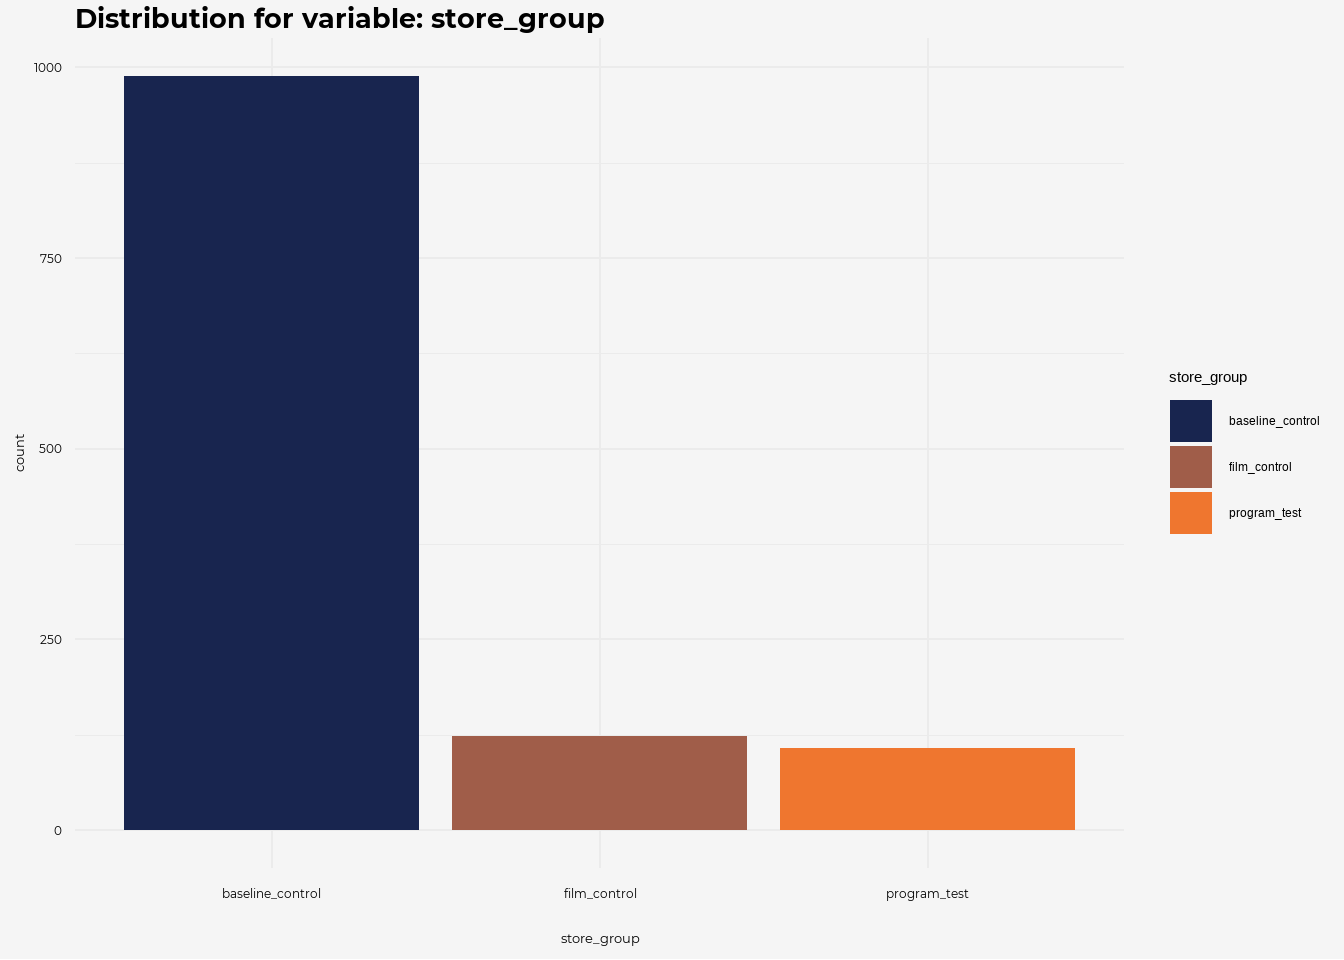 Distribution for variable: store_group
1000
750
500
250
0
count
baseline_control
film_control
program_test
store_group
store_group
baseline_control
film_control
program_test